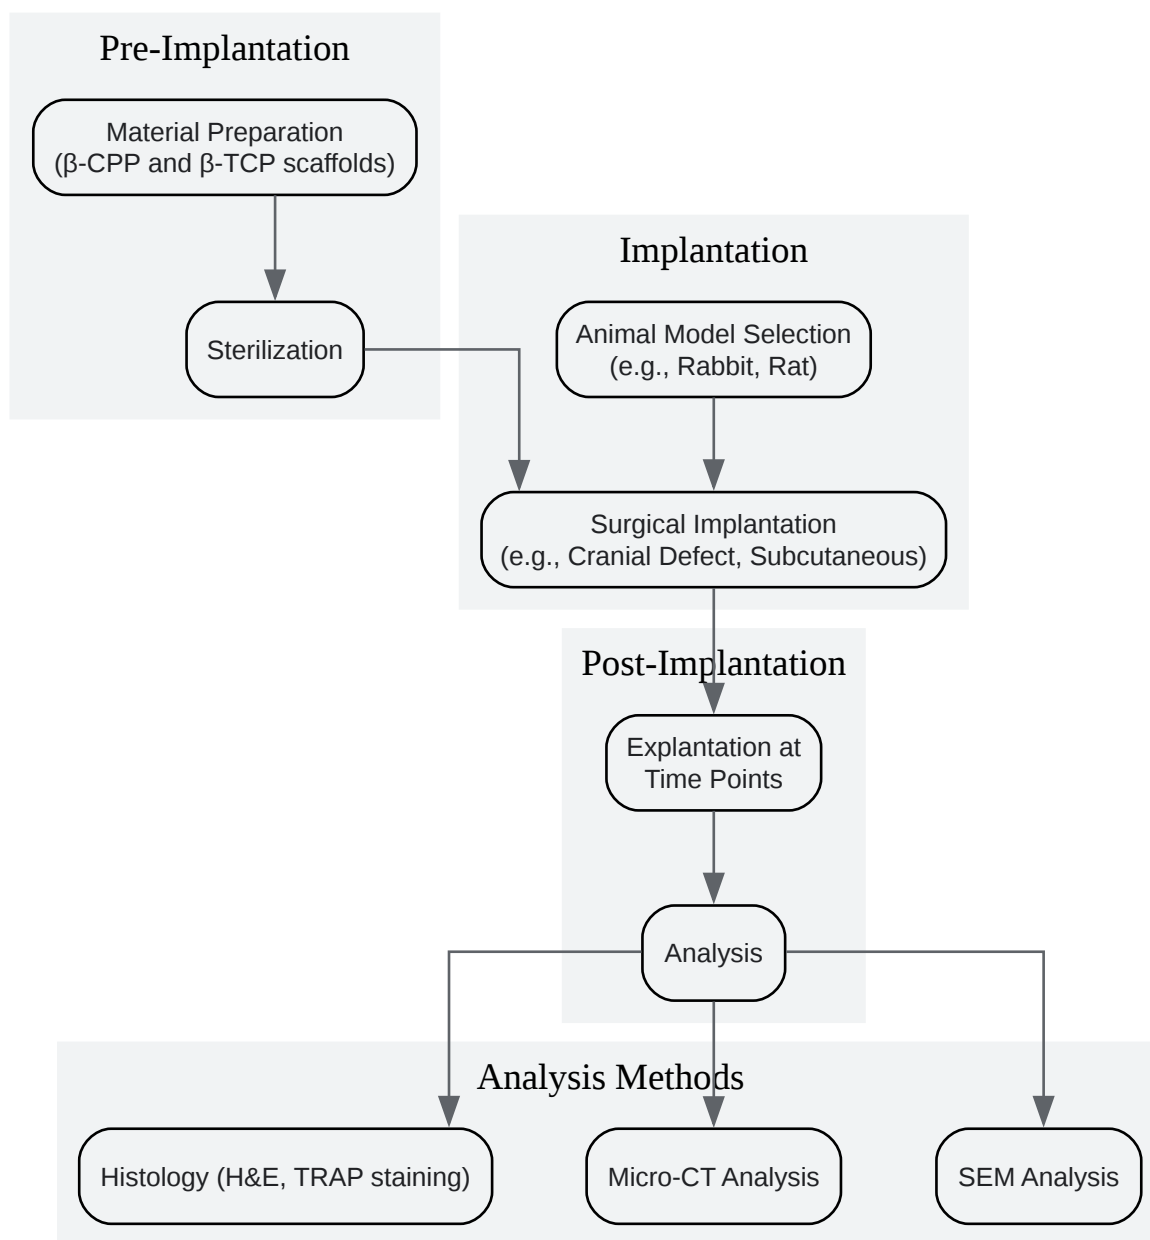 Pre-Implantation
Material Preparation
(β-CPP and β-TCP scaffolds)
Sterilization
Implantation
Animal Model Selection
(e.g., Rabbit, Rat)
Surgical Implantation
(e.g., Cranial Defect, Subcutaneous)
Post-Implantation
Explantation at
Time Points
Analysis
Analysis Methods
Histology (H&E, TRAP staining)
Micro-CT Analysis
SEM Analysis